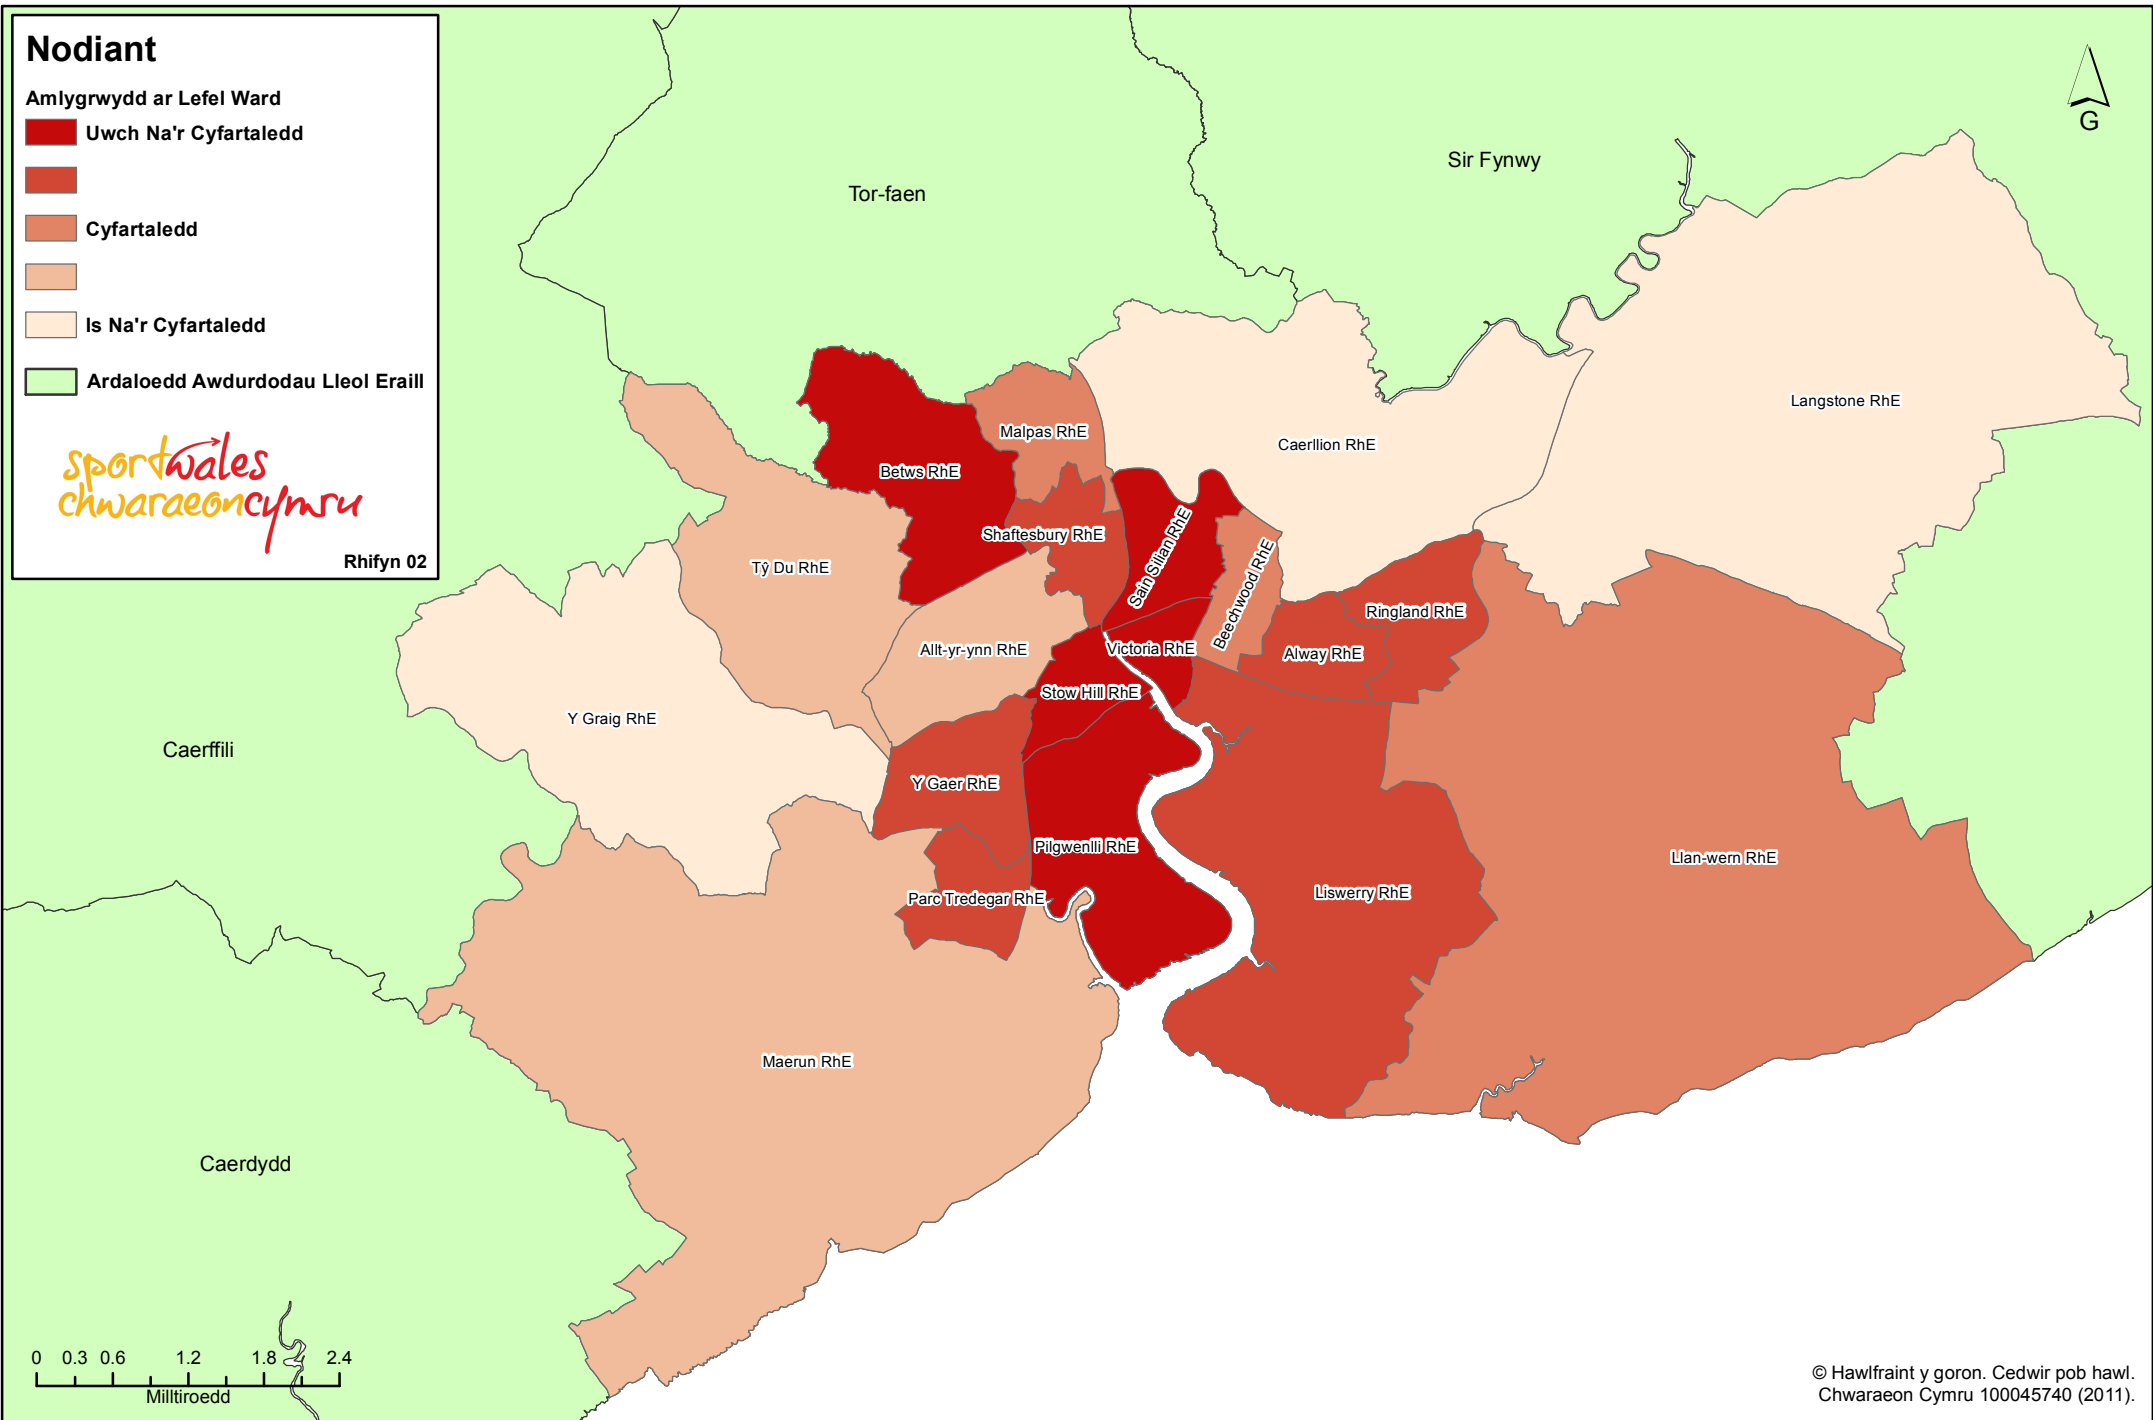 Nodiant
Amlygrwydd ar Lefel Ward
Uwch Na'r Cyfartaledd
Cyfartaledd
Is Na'r Cyfartaledd
Ardaloedd Awdurdodau Lleol Eraill
sportwales
chwaraeoncymru
Rhifyn 02
G
Sir Fynwy
Tor-faen
Langstone RhE
Malpas RhE
Caerllion RhE
Betws RhE
Shaftesbury RhE
Sain Silian RhE
Tŷ Du RhE
Beechwood RhE
Ringland RhE
Allt-yr-ynn RhE
Victoria RhE
Alway RhE
Stow Hill RhE
Y Graig RhE
Caerffili
Y Gaer RhE
Pilgwenlli RhE
Llan-wern RhE
Liswerry RhE
Parc Tredegar RhE
Maerun RhE
Caerdydd
0 0.3 0.6 1.2 1.8 2.4
Milltiroedd
© Hawlfraint y goron. Cedwir pob hawl.
Chwaraeon Cymru 100045740 (2011).